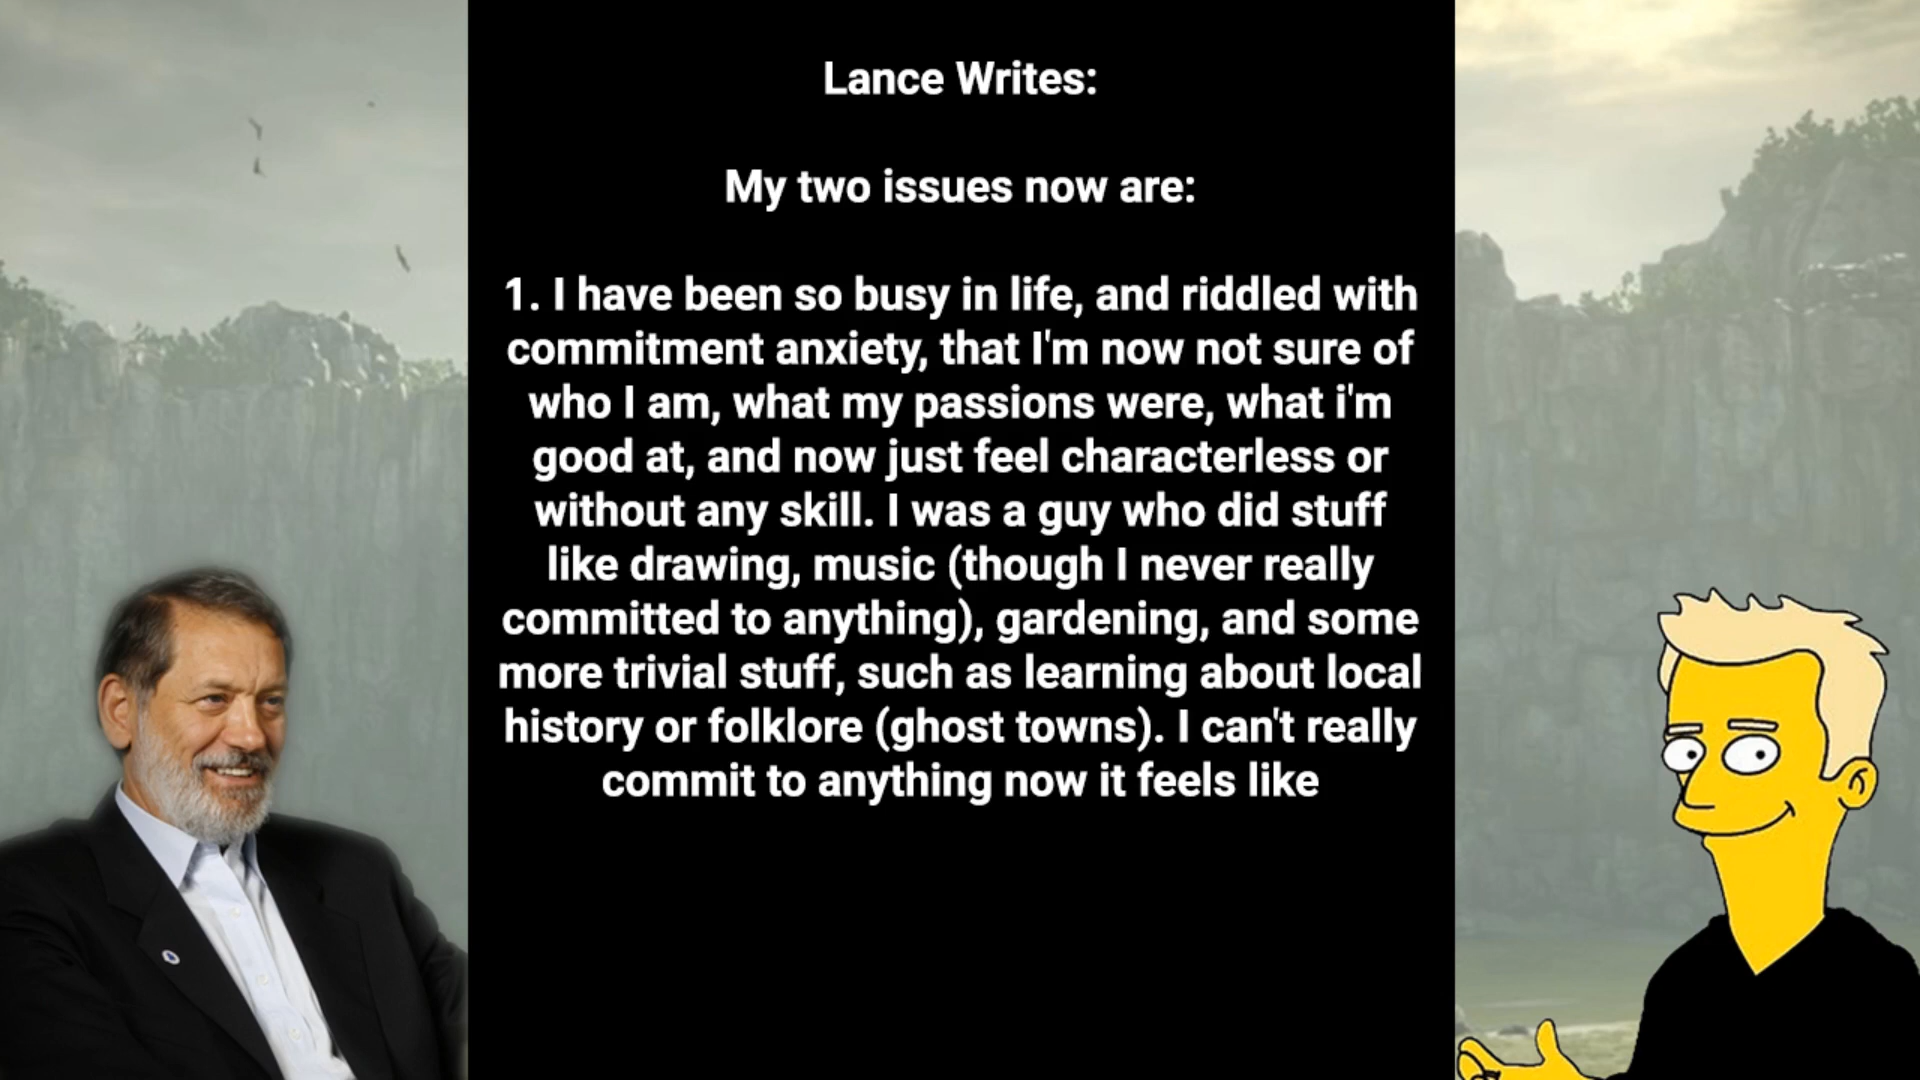 Lance Writes:
My two issues now are:
1. I have been so busy in life, and riddled with
commitment anxiety, that I'm now not sure of
who I am, what my passions were, what i'm
good at, and now just feel characterless or
without any skill. I was a guy who did stuff
like drawing, music (though I never really
committed to anything), gardening, and some
more trivial stuff, such as learning about local
history or folklore (ghost towns). I can't really
commit to anything now it feels like